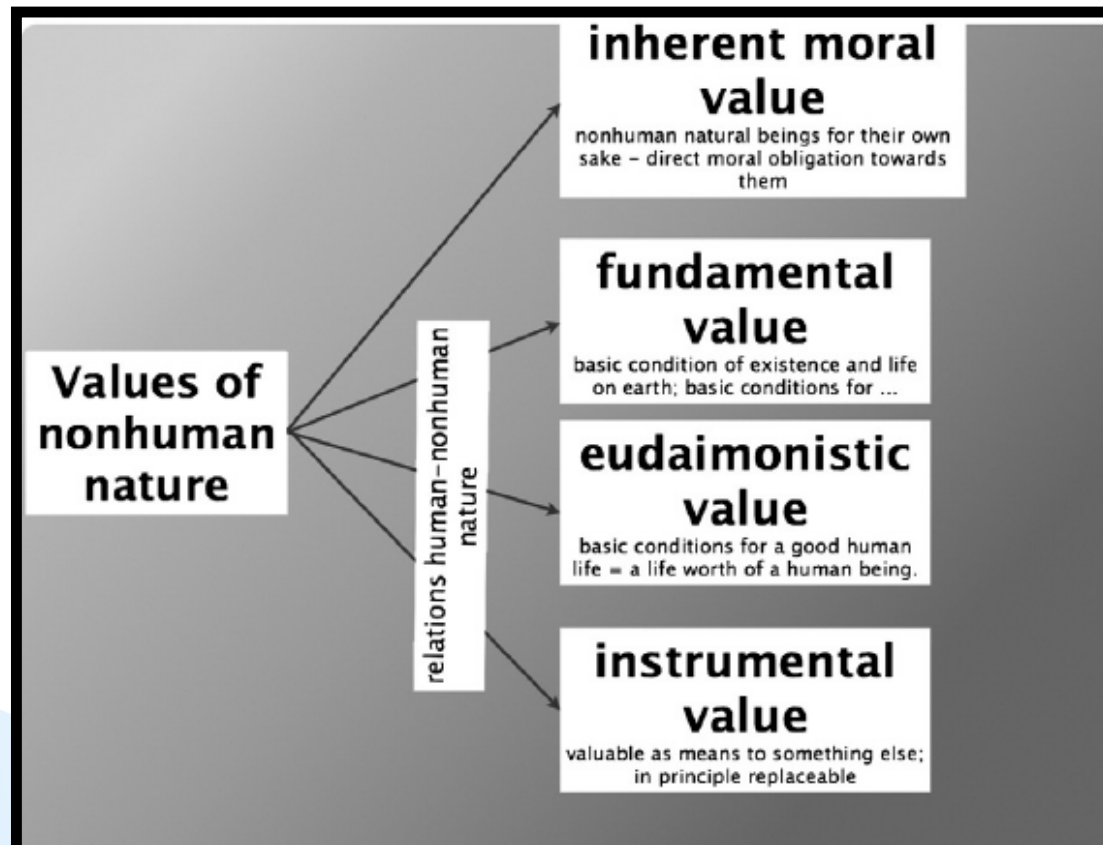 inherent moral
value
nonhuman natural beings for their own
sake – direct moral obligation towards
them
fundamental
value
basic condition of existence and life
on earth; basic conditions for ...
Values of
nonhuman
nature
relations human–nonhuman
nature
eudaimonistic
value
basic conditions for a good human
life = a life worth of a human being.
instrumental
value
valuable as means to something else;
in principle replaceable